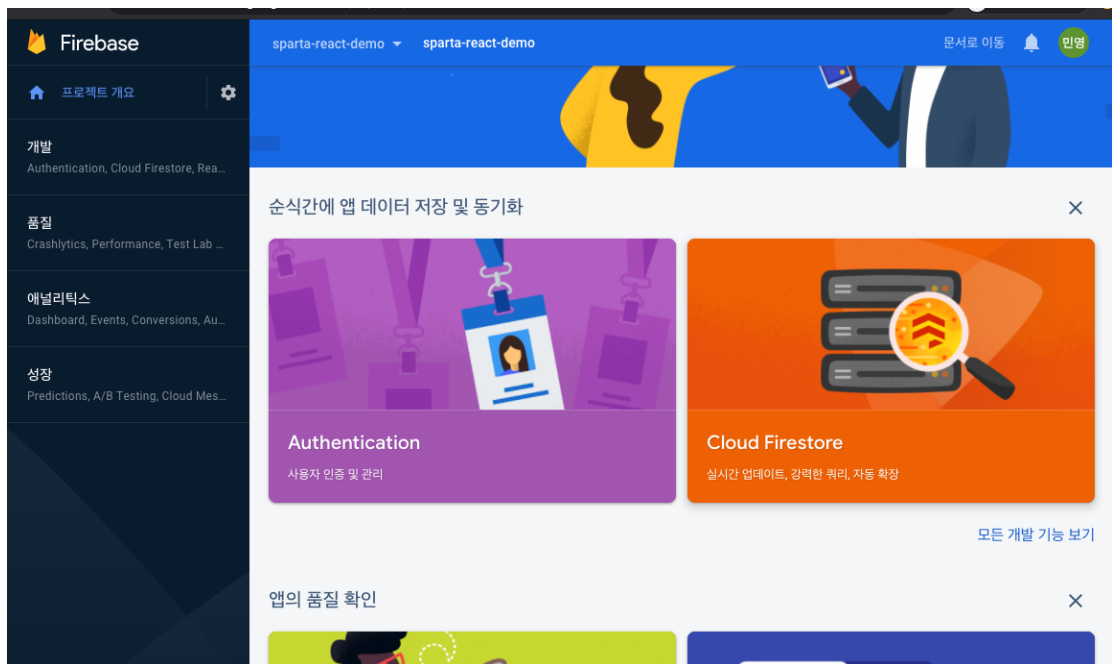 Firebase
sparta-react-demo
sparta-react-demo
문서로 이동
민영
프로젝트 개요
개발
Authentication, Cloud Firestore, Rea...
품질
Crashlytics, Performance, Test Lab ...
애널리틱스
Dashboard, Events, Conversions, Au...
성장
Predictions, A/B Testing, Cloud Mes...
순식간에 앱 데이터 저장 및 동기화
Authentication
사용자 인증 및 관리
Cloud Firestore
실시간 업데이트, 강력한 쿼리, 자동 확장
모든 개발 기능 보기
앱의 품질 확인